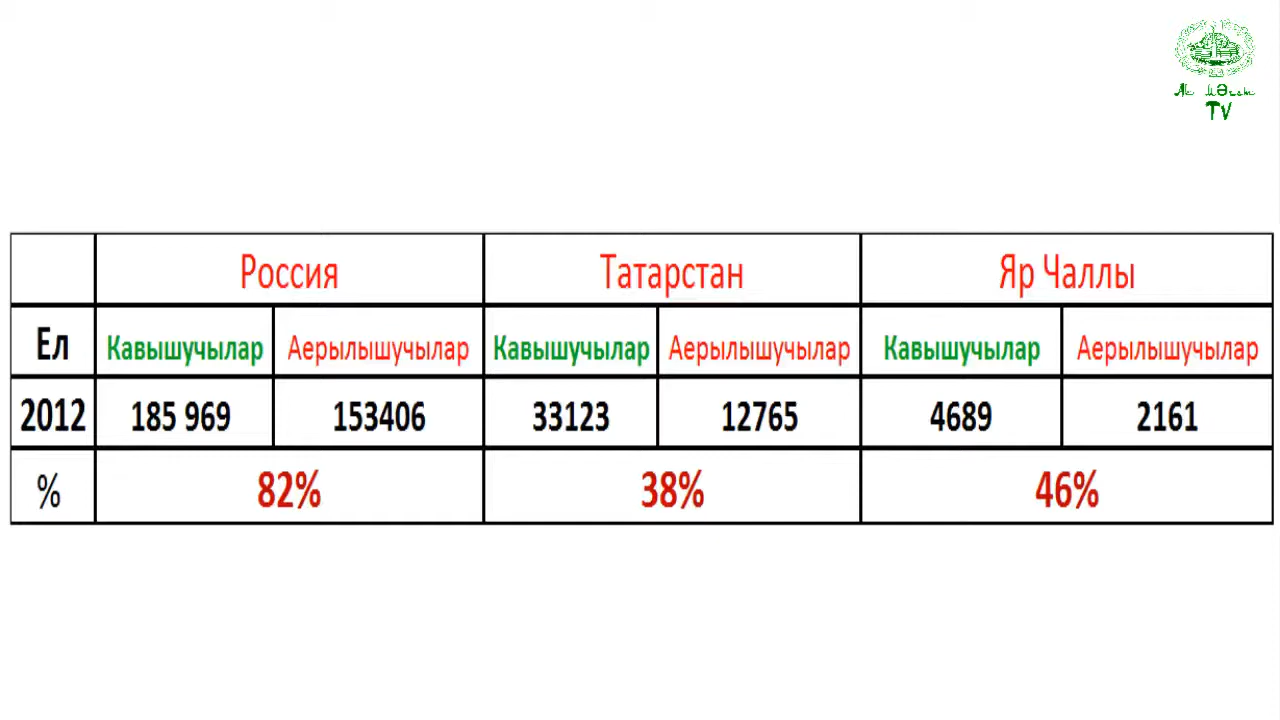 TV
Россия Татарстан Яр Чаллы
Ел Кавышучылар Аерылышучылар Кавышучылар Аерылышучылар Кавышучылар Аерылышучылар
2012 185 969 153406 33123 12765 4689 2161
% 82% 38% 46%